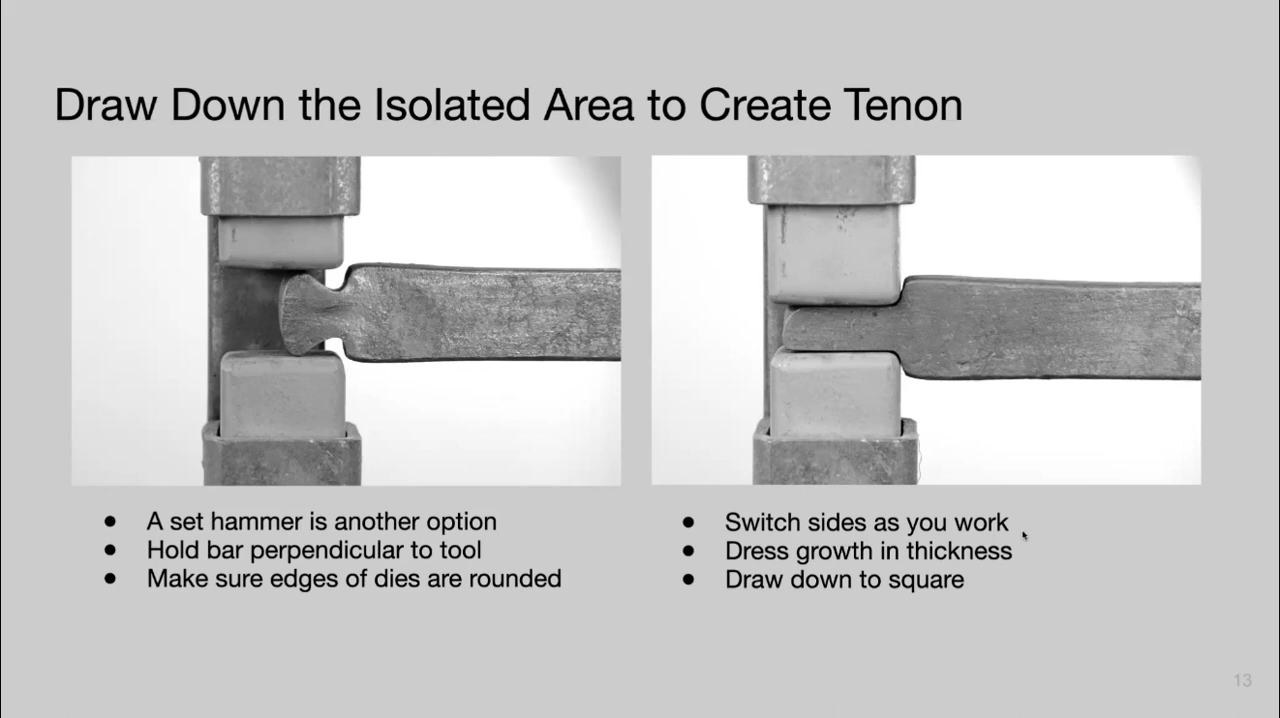 Draw Down the Isolated Area to Create Tenon
● A set hammer is another option
● Hold bar perpendicular to tool
● Make sure edges of dies are rounded
● Switch sides as you work
● Dress growth in thickness
● Draw down to square
13